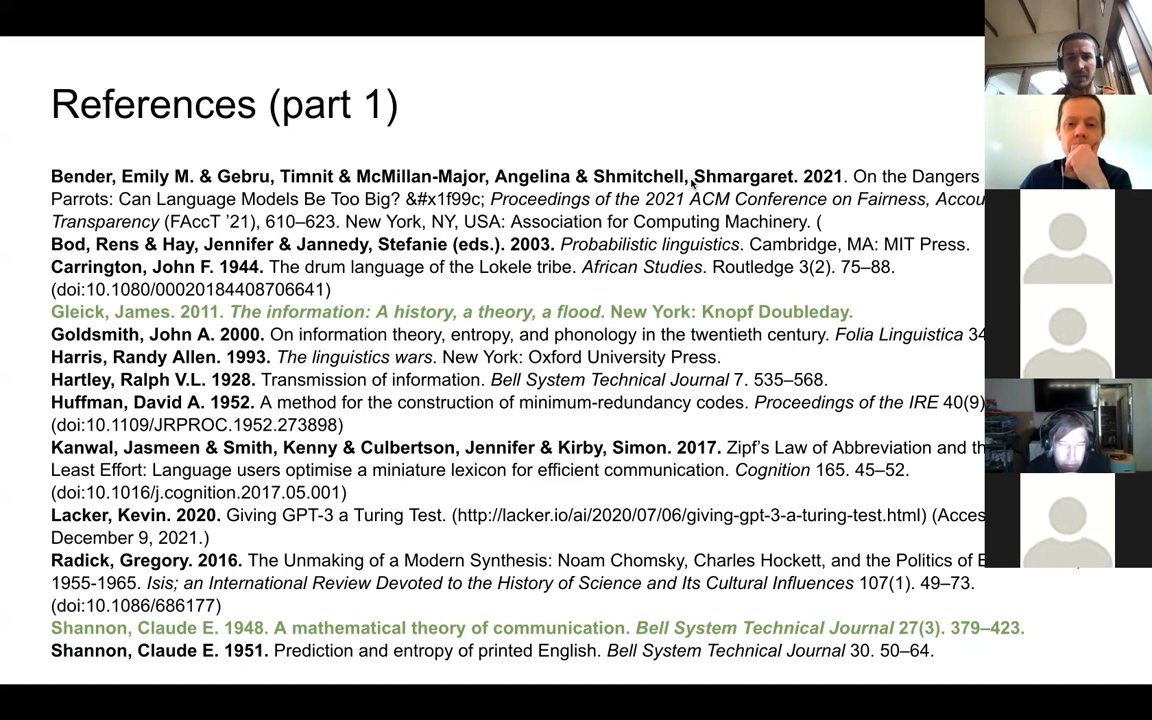 References (part 1)
Bender, Emily M. & Gebru, Timnit & McMillan-Major, Angelina & Shmitchell, Shmargaret. 2021. On the Dangers
Parrots: Can Language Models Be Too Big? &#x1f99c; Proceedings of the 2021 ACM Conference on Fairness,
Transparency (FAccT ’21), 610–623. New York, NY, USA: Association for Computing Machinery. (
Bod, Rens & Hay, Jennifer & Jannedy, Stefanie (eds.). 2003. Probabilistic linguistics. Cambridge, MA: MIT Press.
Carrington, John F. 1944. The drum language of the Lokele tribe. African Studies. Routledge 3(2). 75–88.
(doi:10.1080/00020184408706641)
Gleick, James. 2011. The information: A history, a theory, a flood. New York: Knopf Doubleday.
Goldsmith, John A. 2000. On information theory, entropy, and phonology in the twentieth century. Folia Linguistica 34
Harris, Randy Allen. 1993. The linguistics wars. New York: Oxford University Press.
Hartley, Ralph V.L. 1928. Transmission of information. Bell System Technical Journal 7. 535–568.
Huffman, David A. 1952. A method for the construction of minimum-redundancy codes. Proceedings of the IRE 40(9)
(doi:10.1109/JRPROC.1952.273898)
Kanwal, Jasmeen & Smith, Kenny & Culbertson, Jennifer & Kirby, Simon. 2017. Zipf’s Law of Abbreviation and
Least Effort: Language users optimise a miniature lexicon for efficient communication. Cognition 165. 45–52.
(doi:10.1016/j.cognition.2017.05.001)
Lacker, Kevin. 2020. Giving GPT-3 a Turing Test. (http://lacker.io/ai/2020/07/06/giving-gpt-3-a-turing-test.html)
December 9, 2021.)
Radick, Gregory. 2016. The Unmaking of a Modern Synthesis: Noam Chomsky, Charles Hockett, and the Politics of
1955-1965. Isis; an International Review Devoted to the History of Science and Its Cultural Influences 107(1). 49–73.
(doi:10.1086/686177)
Shannon, Claude E. 1948. A mathematical theory of communication. Bell System Technical Journal 27(3). 379–423.
Shannon, Claude E. 1951. Prediction and entropy of printed English. Bell System Technical Journal 30. 50–64.